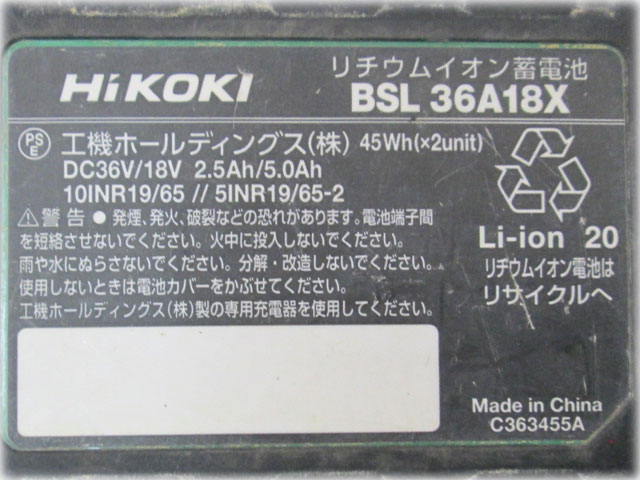 HiKOKI
リチウムイオン蓄電池
BSL 36A18X
PS
E
工機ホールディングス(株) 45Wh(×2unit)
DC36V/18V 2.5Ah/5.0Ah
10INR19/65 // 5INR19/65-2
⚠警告 ● 発煙、発火、破裂などの恐れがあります。電池端子間
を短絡させないでください。火中に投入しないでください。
雨や水にぬらさないでください。分解・改造しないでください。
使用しないときは電池カバーをかぶせてください。
工機ホールディングス(株)製の専用充電器を使用してください。
Li-ion 20
リチウムイオン電池は
リサイクルへ
Made in China
C363455A